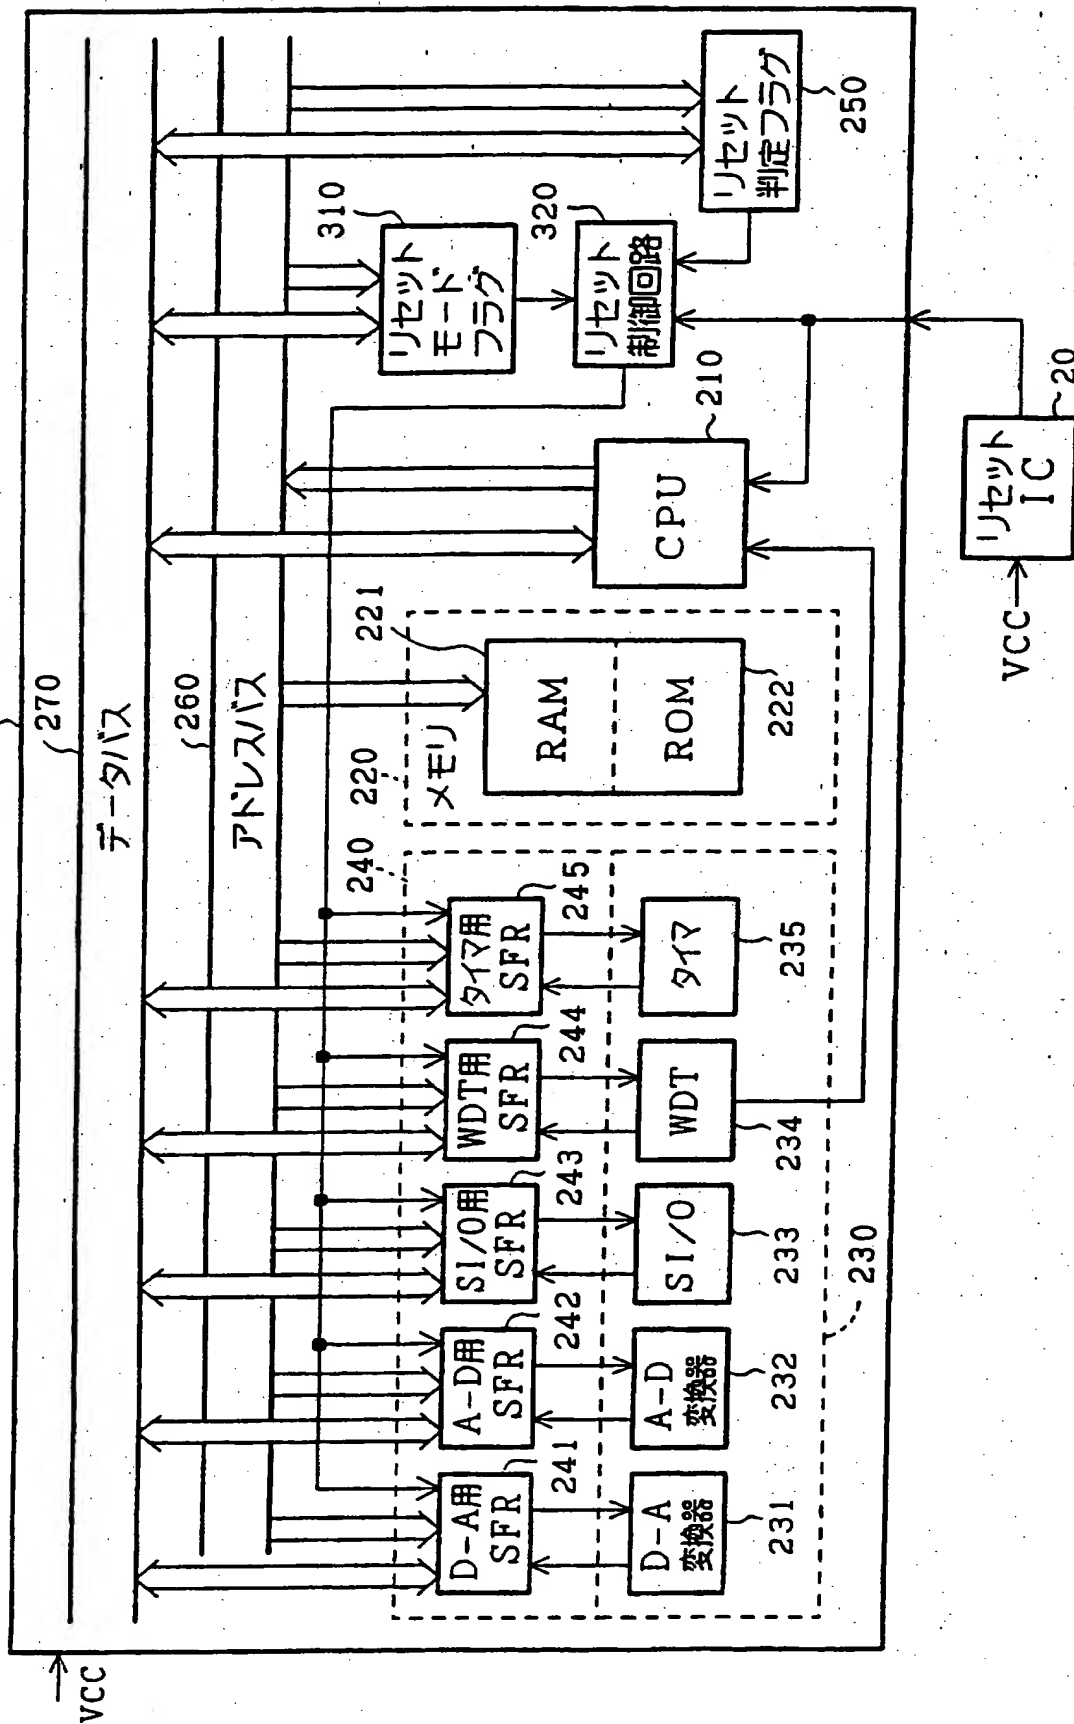 VCC
270
データバス
260
アドレスバス
240
220
メモリ
221
RAM
ROM
222
D-A用
SFR
241
A-D用
SFR
242
SI/O用
SFR
243
WDT用
SFR
244
タイマ用
SFR
245
D-A
変換器
231
A-D
変換器
232
SI/O
233
WDT
234
タイマ
235
230
CPU
210
リセット
モード
フラグ
310
リセット
制御回路
320
リセット
判定フラグ
250
VCC
リセット
IC
20